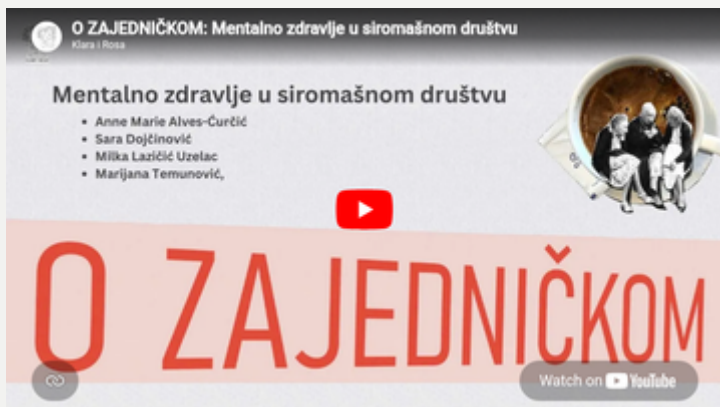 O ZAJEDNIČKOM: Mentalno zdravlje u siromašnom društvu
Klara i Rosa
Mentalno zdravlje u siromašnom društvu
• Anne Marie Alves-Ćurčić
• Sara Dojčinović
• Milka Lazičić Uzelac
• Marijana Temunović,
O ZAJEDNIČKOM
Watch on YouTube